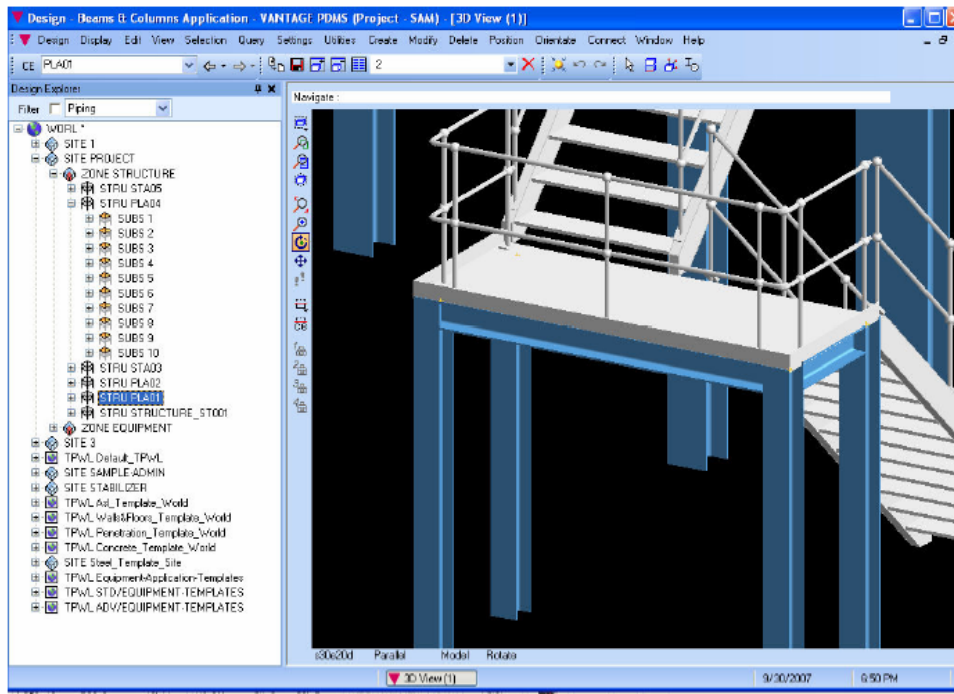 Design - Beams & Columns Application - VANTAGE PDMS (Project - SAM) - [3D View (1)]
Design Display Edit View Selection Query Settings Utilities Create Modify Delete Position Orientate Connect Window Help
CE PLA01 2
Design Explorer
Navigate :
Filter Piping
WORL *
SITE 1
SITE PROJECT
ZONE STRUCTURE
STRU STA05
STRU PLA04
SUBS 1
SUBS 2
SUBS 3
SUBS 4
SUBS 5
SUBS 6
SUBS 7
SUBS 8
SUBS 9
SUBS 10
STRU STA03
STRU PLA02
STRU PLA01
STRU STRUCTURE_ST001
ZONE EQUIPMENT
SITE 3
TPWL Default_TPWL
SITE SAMPLE-ADMIN
SITE STABILIZER
TPWL Asl_Template_World
TPWL Walls&Floors_Template_World
TPWL Penetration_Template_World
TPWL Concrete_Template_World
SITE Steel_Template_Site
TPWL Equipment-Application-Templates
TPWL STD/EQUIPMENT-TEMPLATES
TPWL ADV/EQUIPMENT-TEMPLATES
s30e20d Parallel Model Rotate
3D View (1) 9/30/2007 6:50 PM